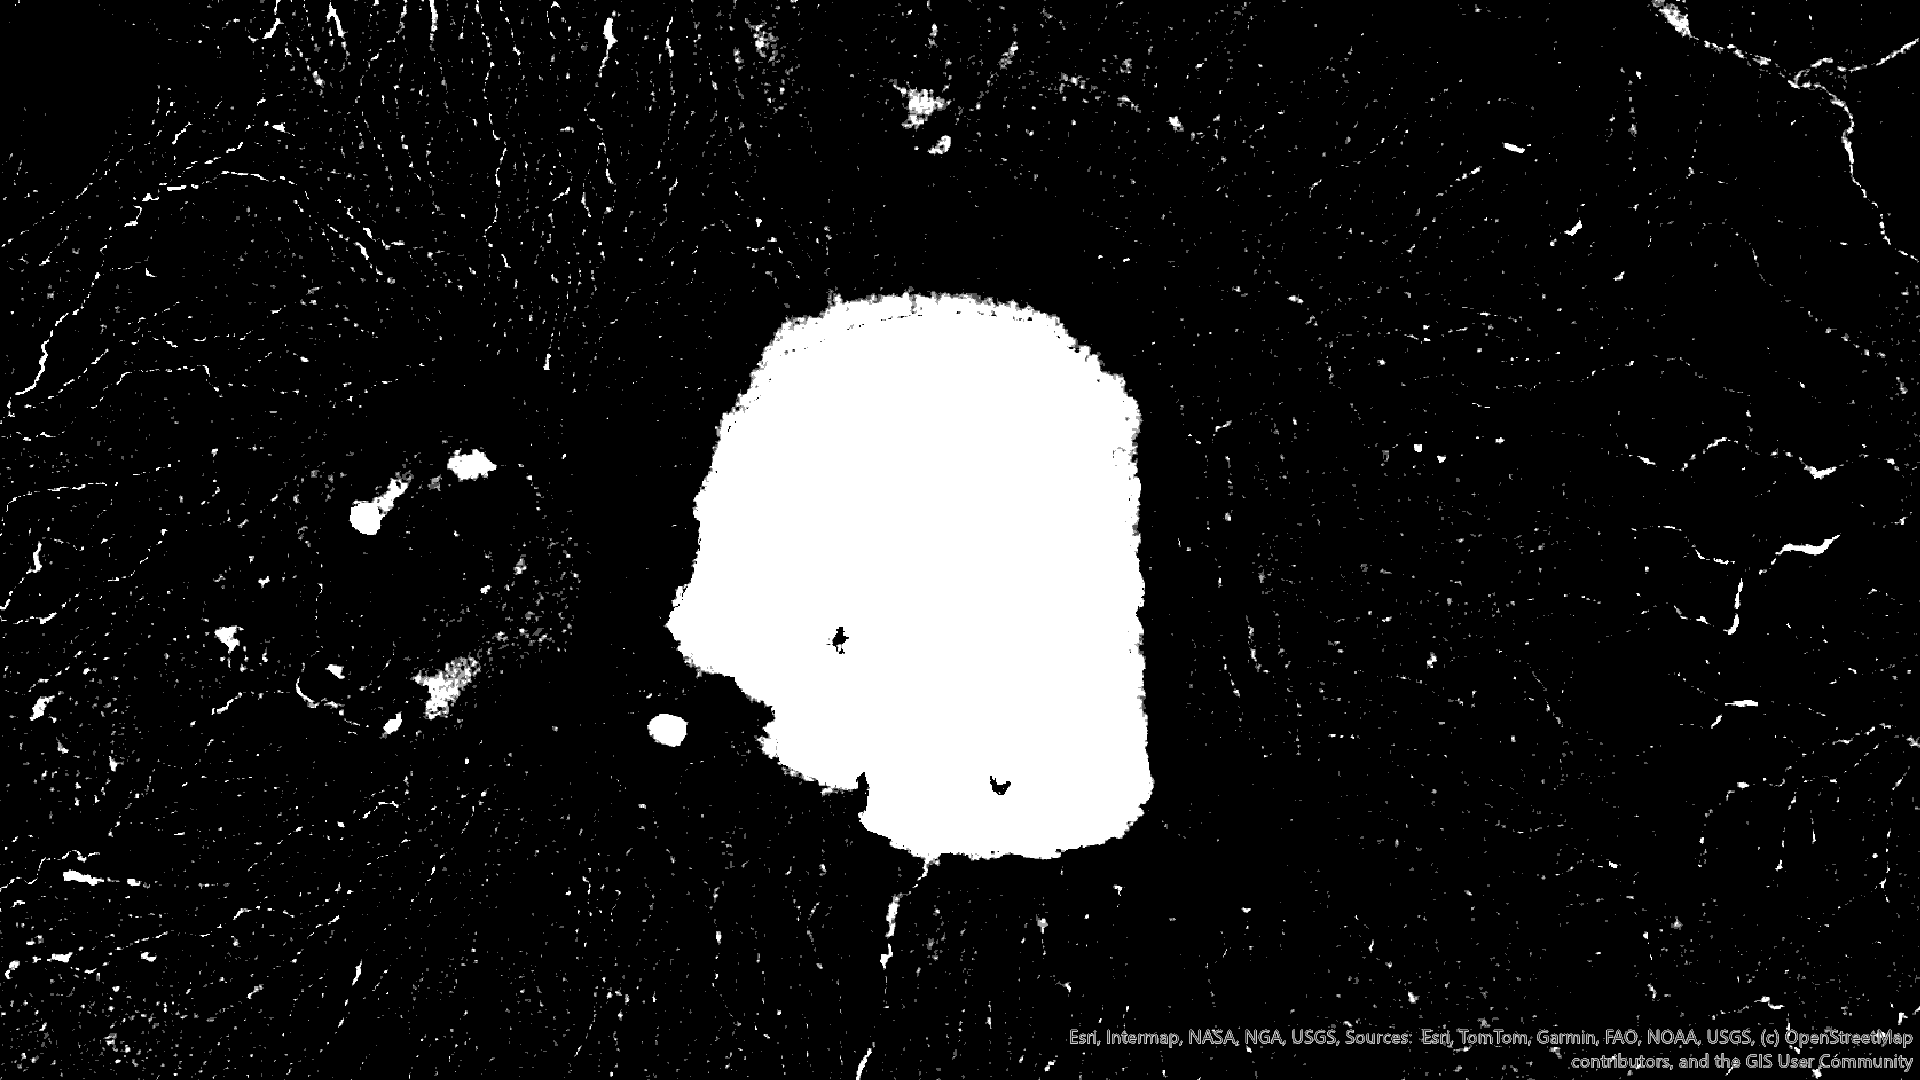 Esri, Intermap, NASA, NGA, USGS, Sources: Esri, TomTom, Garmin, FAO, NOAA, USGS, (c) OpenStreetMap
contributors, and the GIS User Community